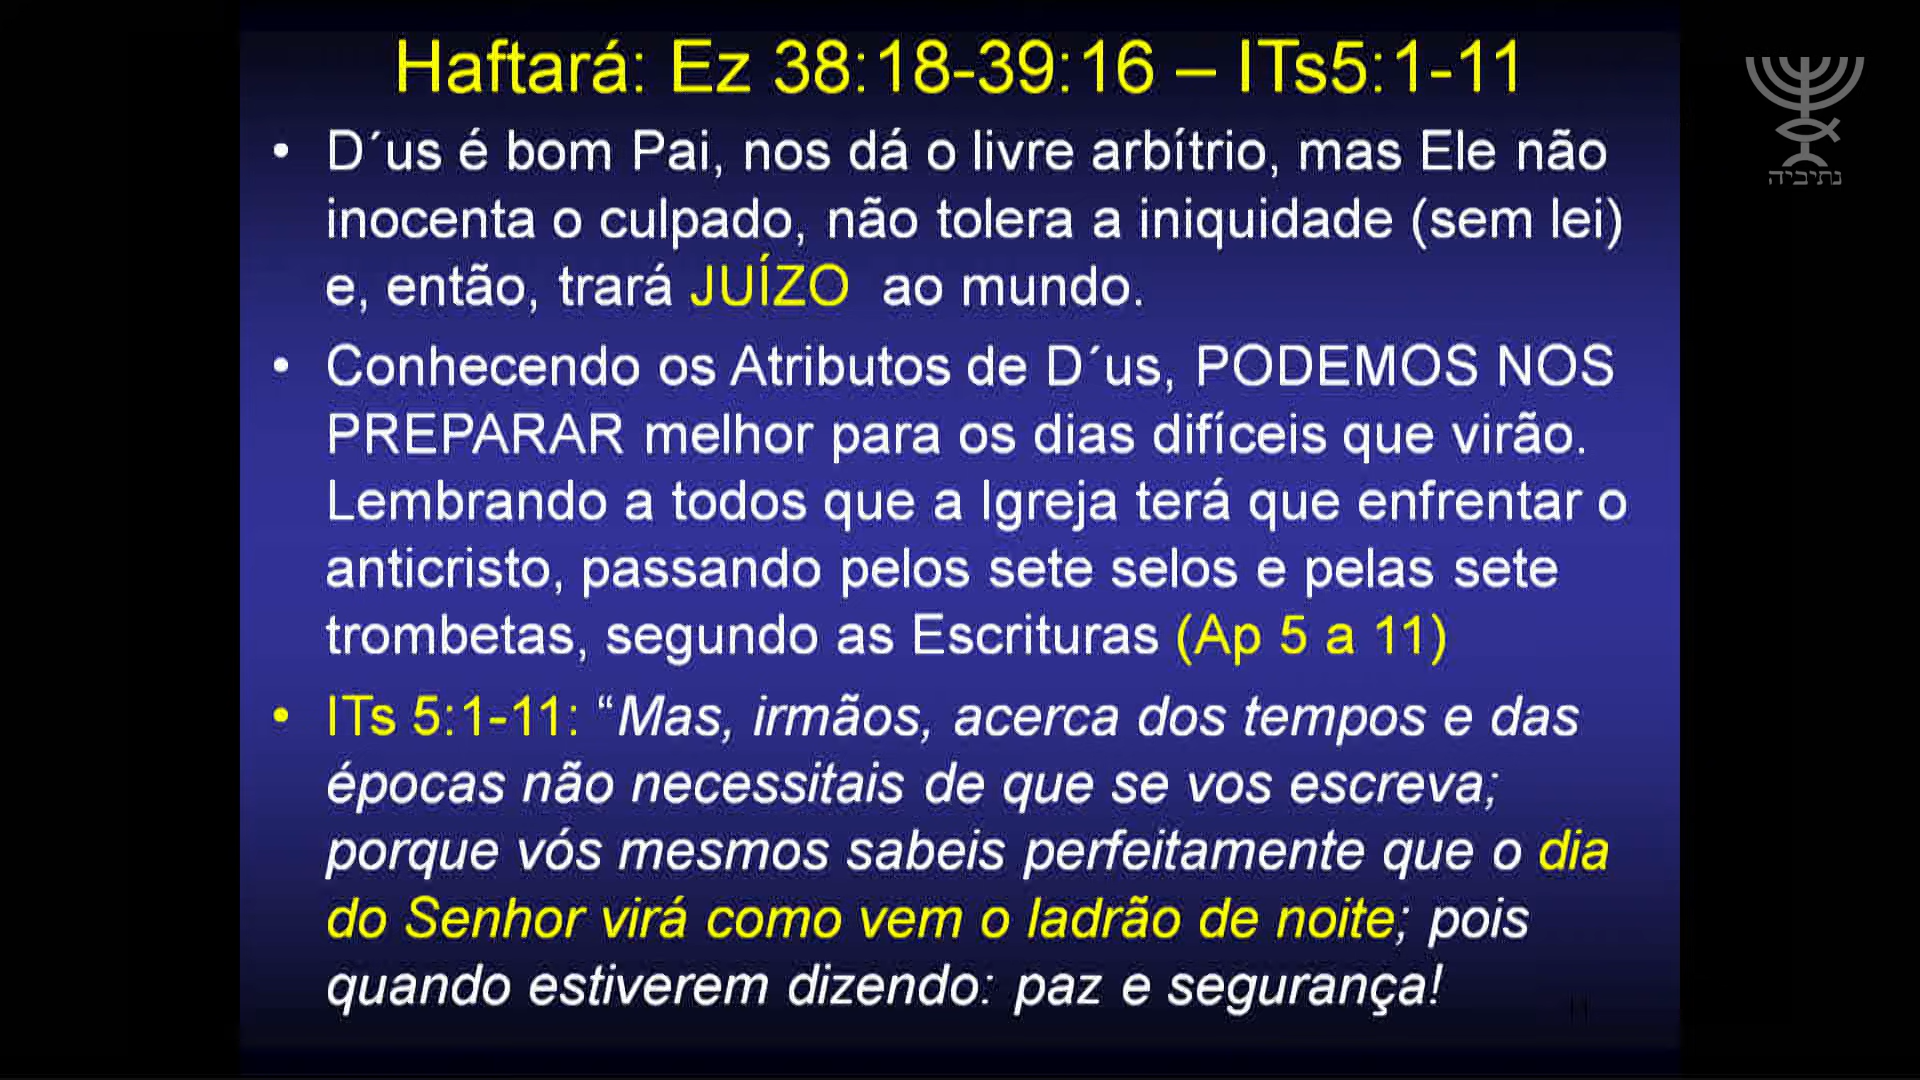 Haftará: Ez 38:18-39:16 – ITs5:1-11
• D´us é bom Pai, nos dá o livre arbítrio, mas Ele não
inocenta o culpado, não tolera a iniquidade (sem lei)
e, então, trará JUÍZO ao mundo.
• Conhecendo os Atributos de D´us, PODEMOS NOS
PREPARAR melhor para os dias difíceis que virão.
Lembrando a todos que a Igreja terá que enfrentar o
anticristo, passando pelos sete selos e pelas sete
trombetas, segundo as Escrituras (Ap 5 a 11)
• ITs 5:1-11: “Mas, irmãos, acerca dos tempos e das
épocas não necessitais de que se vos escreva;
porque vós mesmos sabeis perfeitamente que o dia
do Senhor virá como vem o ladrão de noite; pois
quando estiverem dizendo: paz e segurança!
11
נתיביה